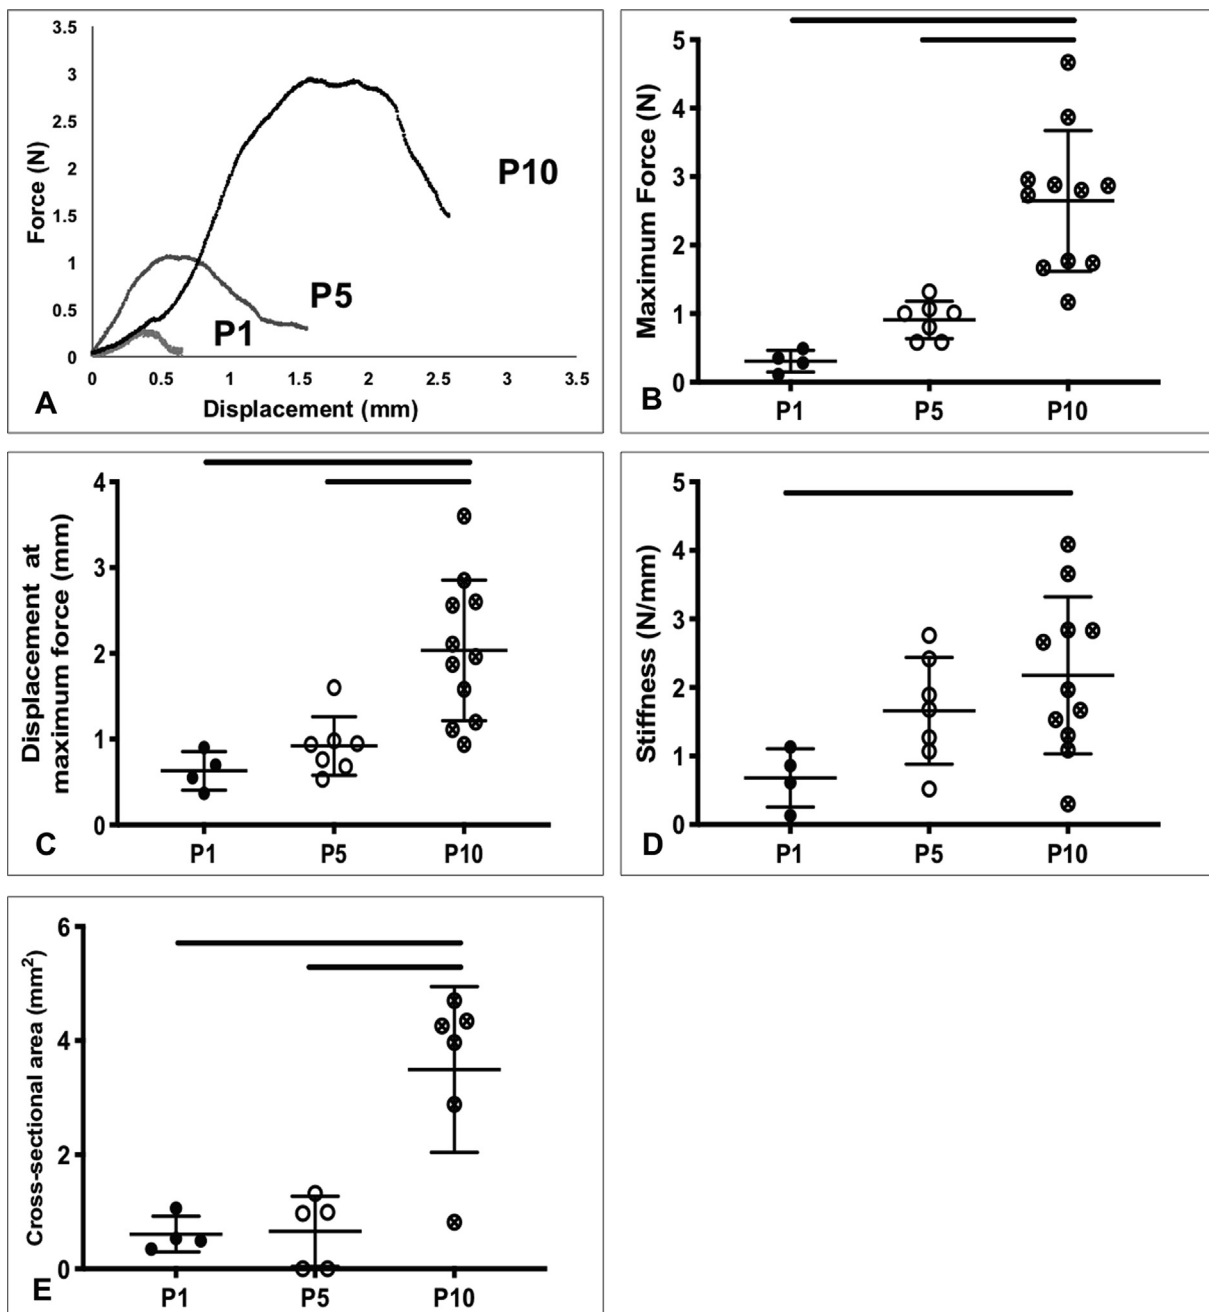 3.5
3
2.5
2
1.5
1
0.5
0
Force (N)
P10
P5
P1
0 0.5 1 1.5 2 2.5 3 3.5
Displacement (mm)
A
5
4
3
2
1
0
Maximum Force (N)
P1 P5 P10
B
4
3
2
1
0
Displacement at
maximum force (mm)
P1 P5 P10
C
5
4
3
2
1
0
Stiffness (N/mm)
P1 P5 P10
D
6
4
2
0
Cross-sectional area (mm²)
P1 P5 P10
E